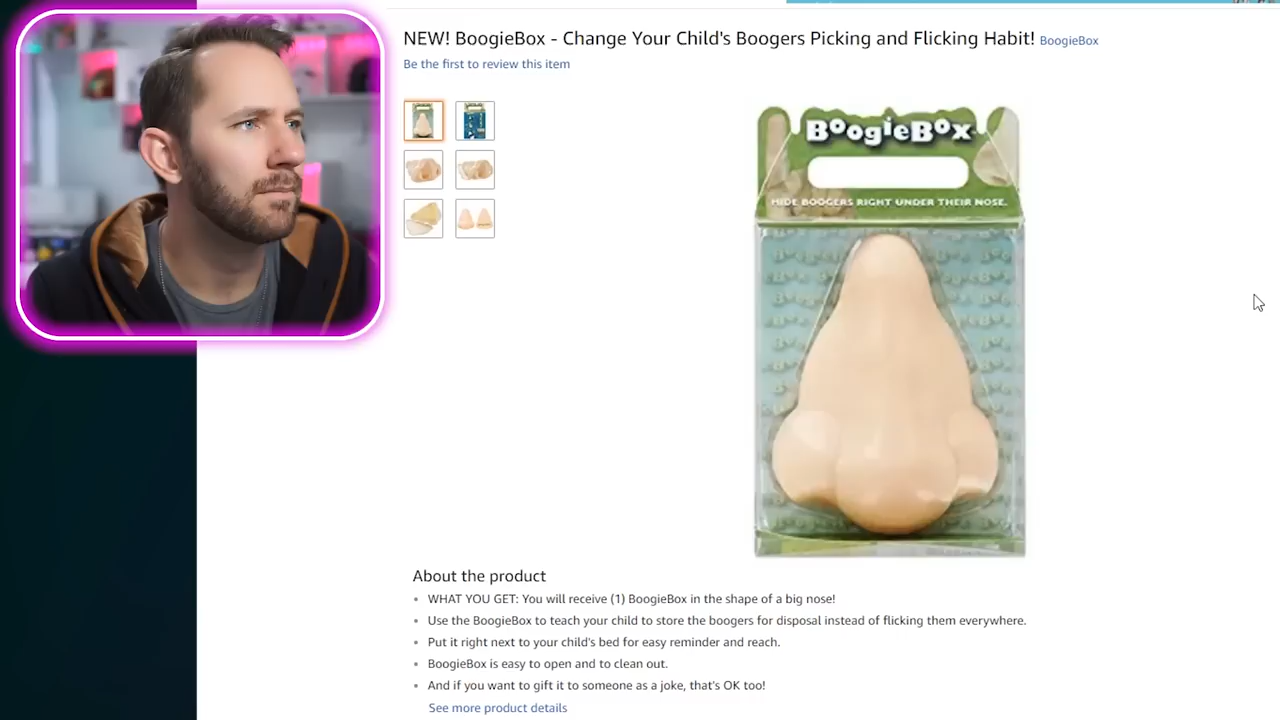 NEW! BoogieBox - Change Your Child's Boogers Picking and Flicking Habit! BoogieBox
Be the first to review this item
BoogieBox
HIDE BOOGERS RIGHT UNDER THEIR NOSE.
About the product
• WHAT YOU GET: You will receive (1) BoogieBox in the shape of a big nose!
• Use the BoogieBox to teach your child to store the boogers for disposal instead of flicking them everywhere.
• Put it right next to your child's bed for easy reminder and reach.
• BoogieBox is easy to open and to clean out.
• And if you want to gift it to someone as a joke, that's OK too!
See more product details